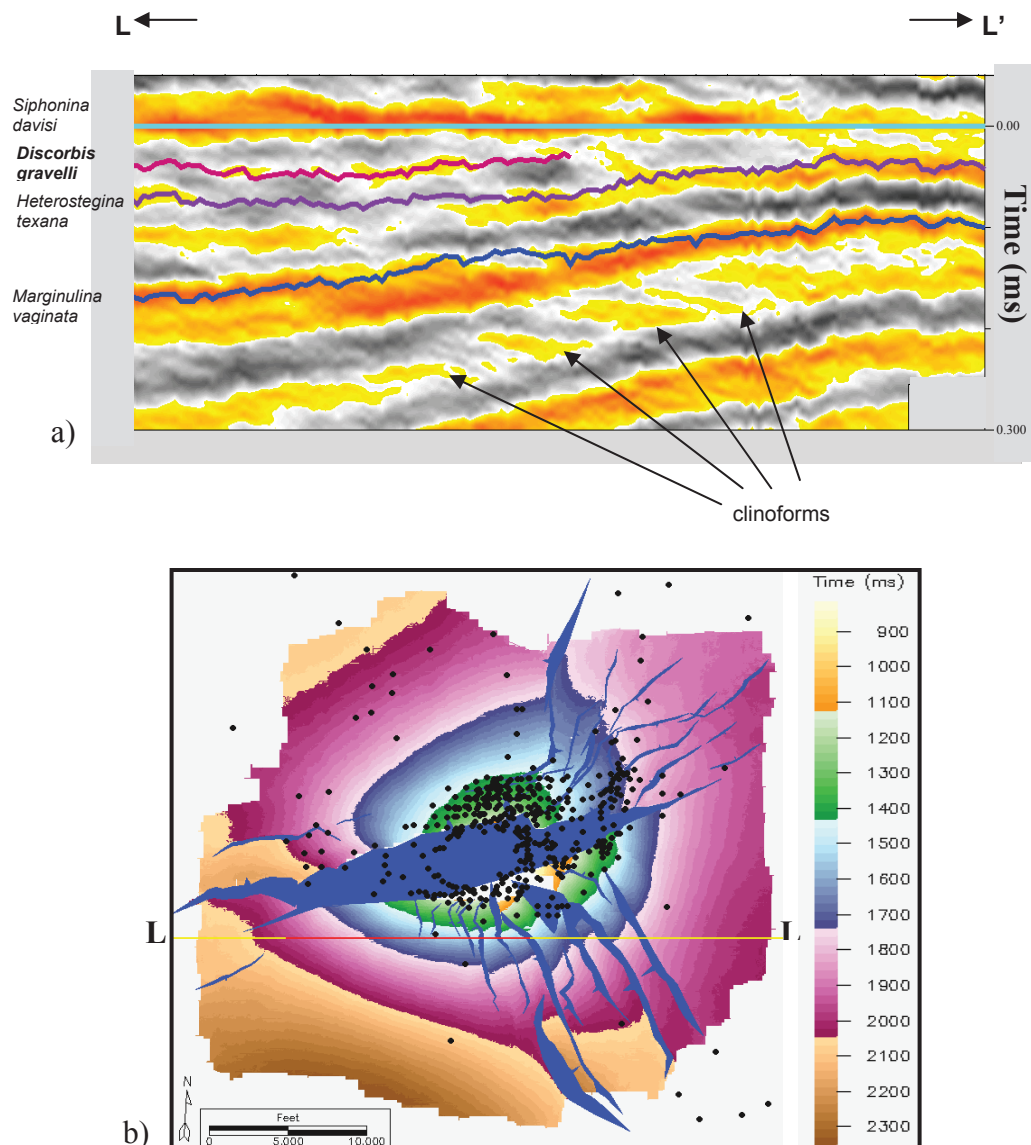 L L'
Siphonina
davisi
Discorbis
gravelli
Heterostegina
texana
Marginulina
vaginata
0.00
Time (ms)
0.300
a)
clinoforms
Time (ms)
900
1000
1100
1200
1300
1400
1500
1600
1700
1800
1900
2000
2100
2200
2300
L L
N
Feet
0 5,000 10,000
b)